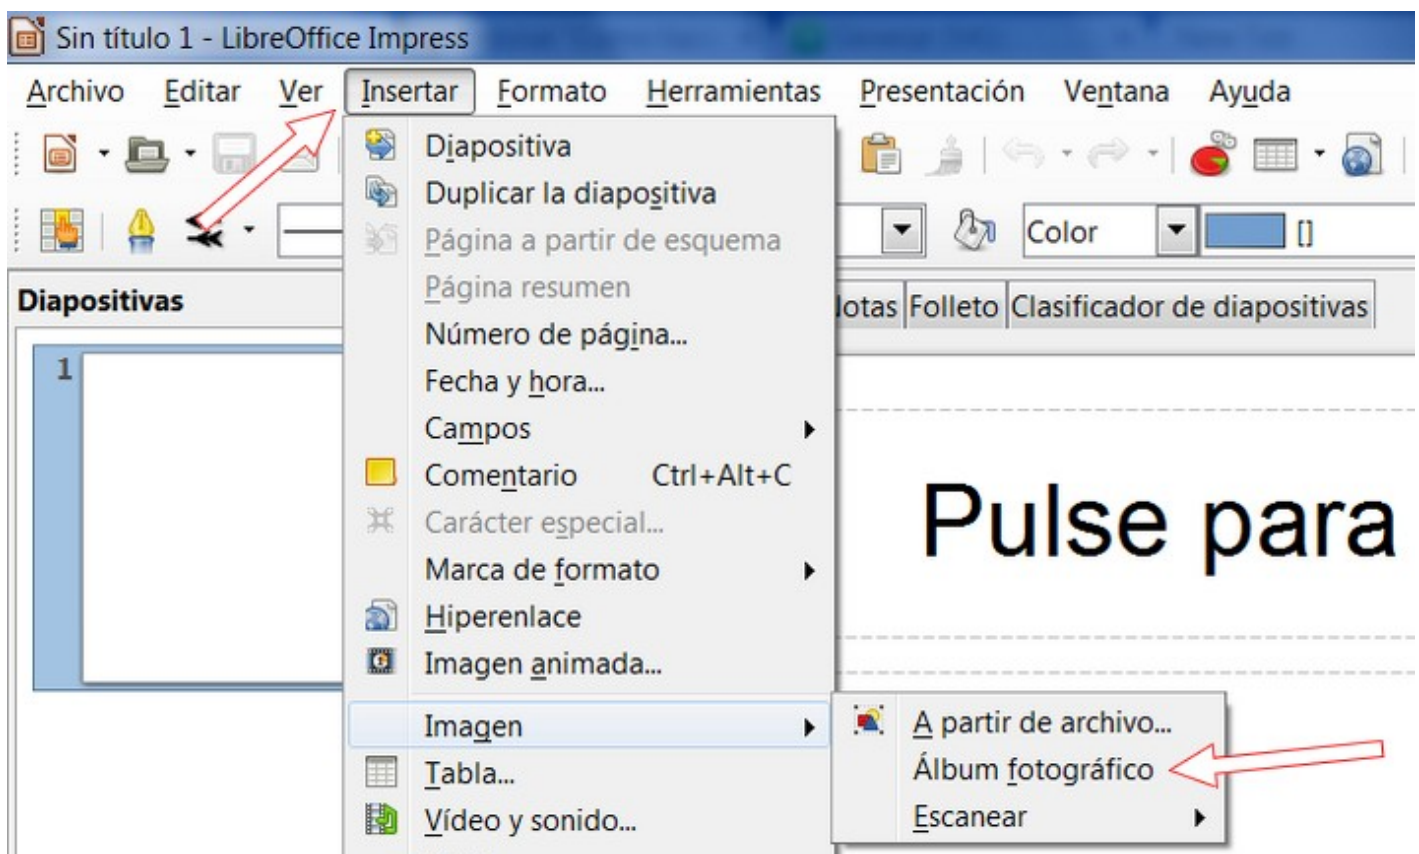 Sin título 1 - LibreOffice Impress
Archivo Editar Ver Insertar Formato Herramientas Presentación Ventana Ayuda
Diapositiva
Duplicar la diapositiva
Página a partir de esquema
Color []
Página resumen
Diapositivas
Folleto Clasificador de diapositivas
Número de página...
1
Fecha y hora...
Campos
Comentario Ctrl+Alt+C
Carácter especial...
Pulse para
Marca de formato
Hiperenlace
Imagen animada...
Imagen
A partir de archivo...
Álbum fotográfico
Tabla...
Escanear
Vídeo y sonido...